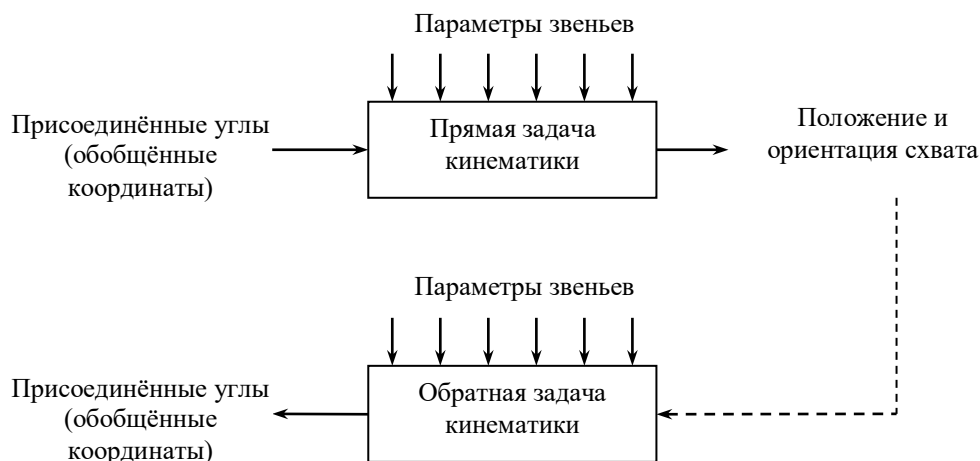 Параметры звеньев
Присоединённые углы
(обобщённые
координаты)
Прямая задача
кинематики
Положение и
ориентация схвата
Параметры звеньев
Присоединённые углы
(обобщённые
координаты)
Обратная задача
кинематики